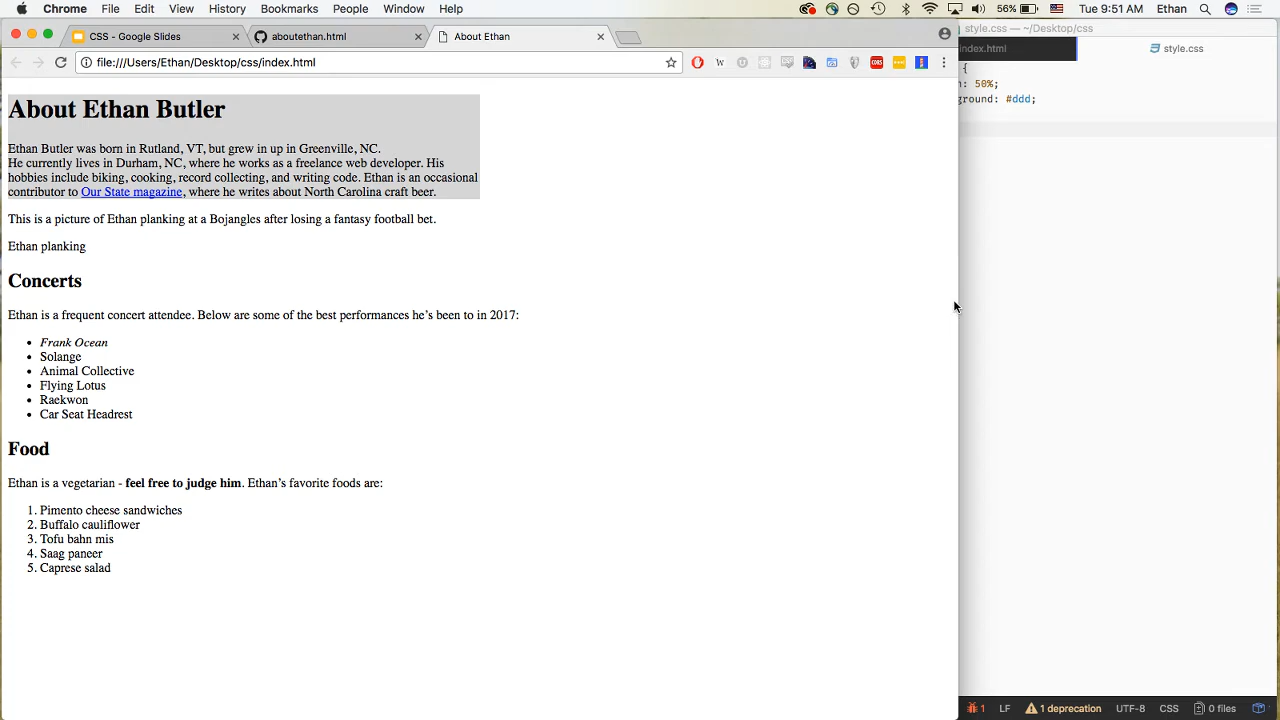 Chrome File Edit View History Bookmarks People Window Help 56% Tue 9:51 AM Ethan
CSS - Google Slides
bootcamp.html
About Ethan
style.css — ~/Desktop/css
file:///Users/Ethan/Desktop/css/index.html
index.html
style.css
{
: 50%;
ground: #ddd;
About Ethan Butler
Ethan Butler was born in Rutland, VT, but grew in up in Greenville, NC.
He currently lives in Durham, NC, where he works as a freelance web developer. His
hobbies include biking, cooking, record collecting, and writing code. Ethan is an occasional
contributor to Our State magazine, where he writes about North Carolina craft beer.
This is a picture of Ethan planking at a Bojangles after losing a fantasy football bet.
Ethan planking
Concerts
Ethan is a frequent concert attendee. Below are some of the best performances he’s been to in 2017:
• Frank Ocean
• Solange
• Animal Collective
• Flying Lotus
• Raekwon
• Car Seat Headrest
Food
Ethan is a vegetarian - feel free to judge him. Ethan’s favorite foods are:
1. Pimento cheese sandwiches
2. Buffalo cauliflower
3. Tofu bahn mis
4. Saag paneer
5. Caprese salad
1 LF 1 deprecation UTF-8 CSS 0 files